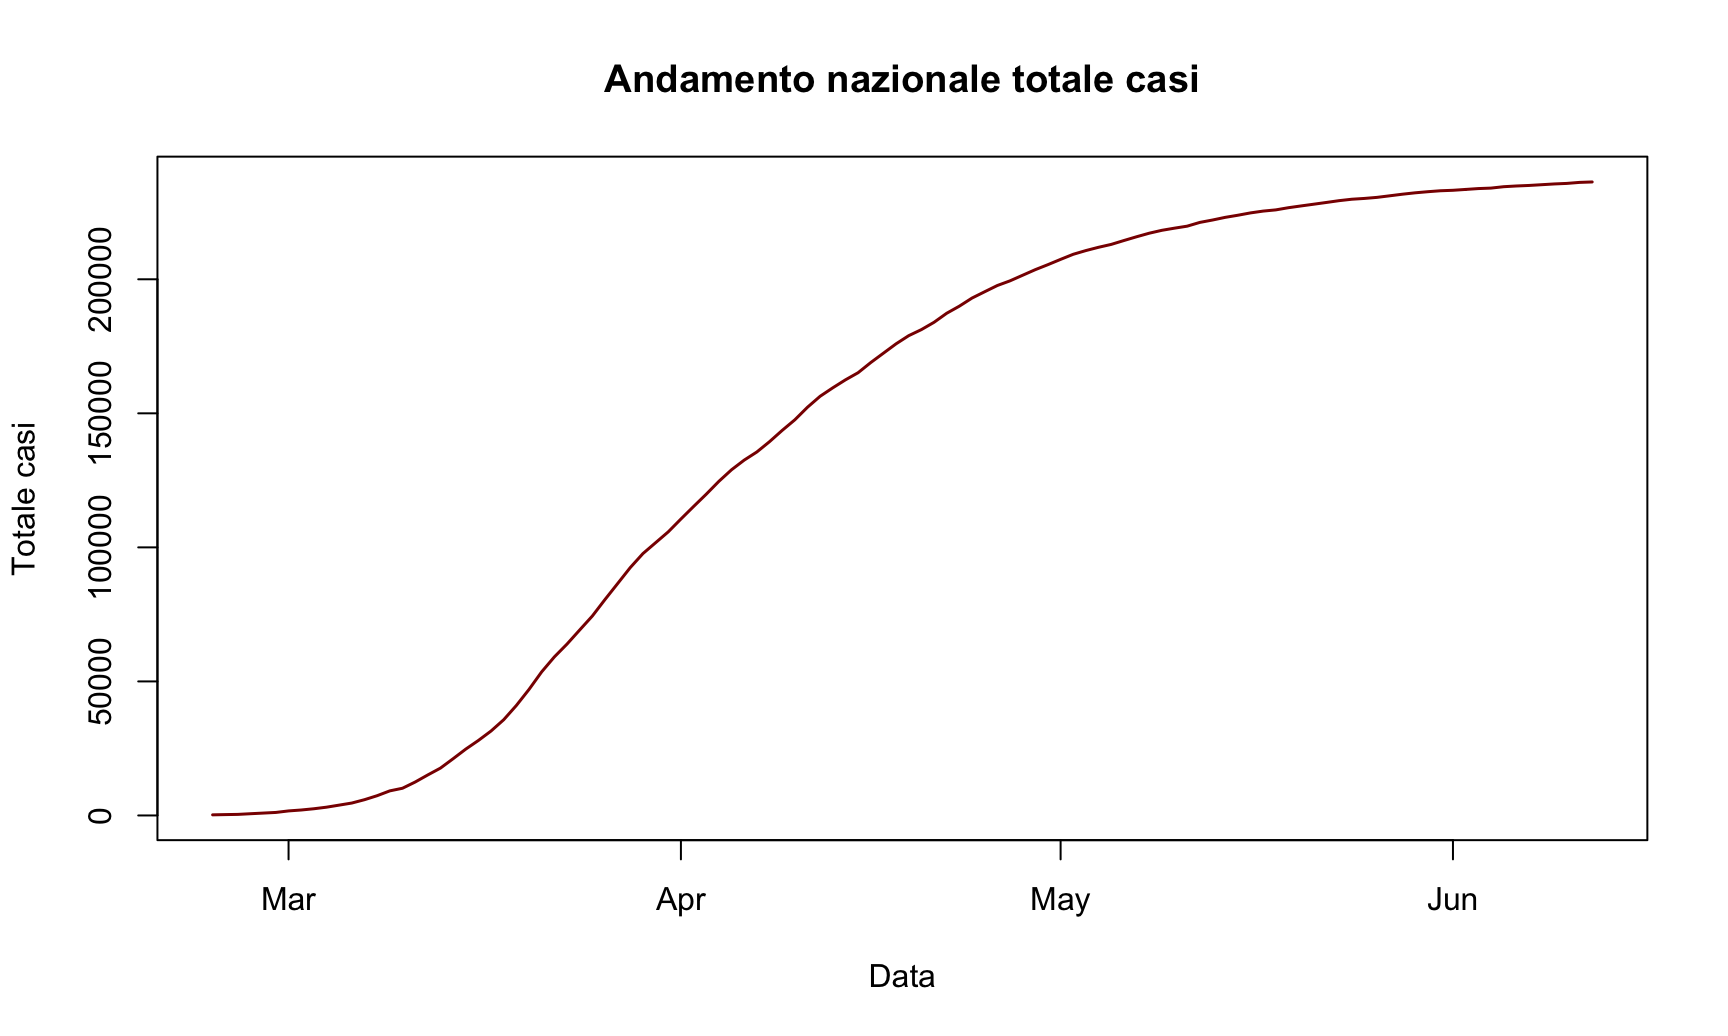 Andamento nazionale totale casi
Totale casi
200000
150000
100000
50000
0
Mar Apr May Jun
Data